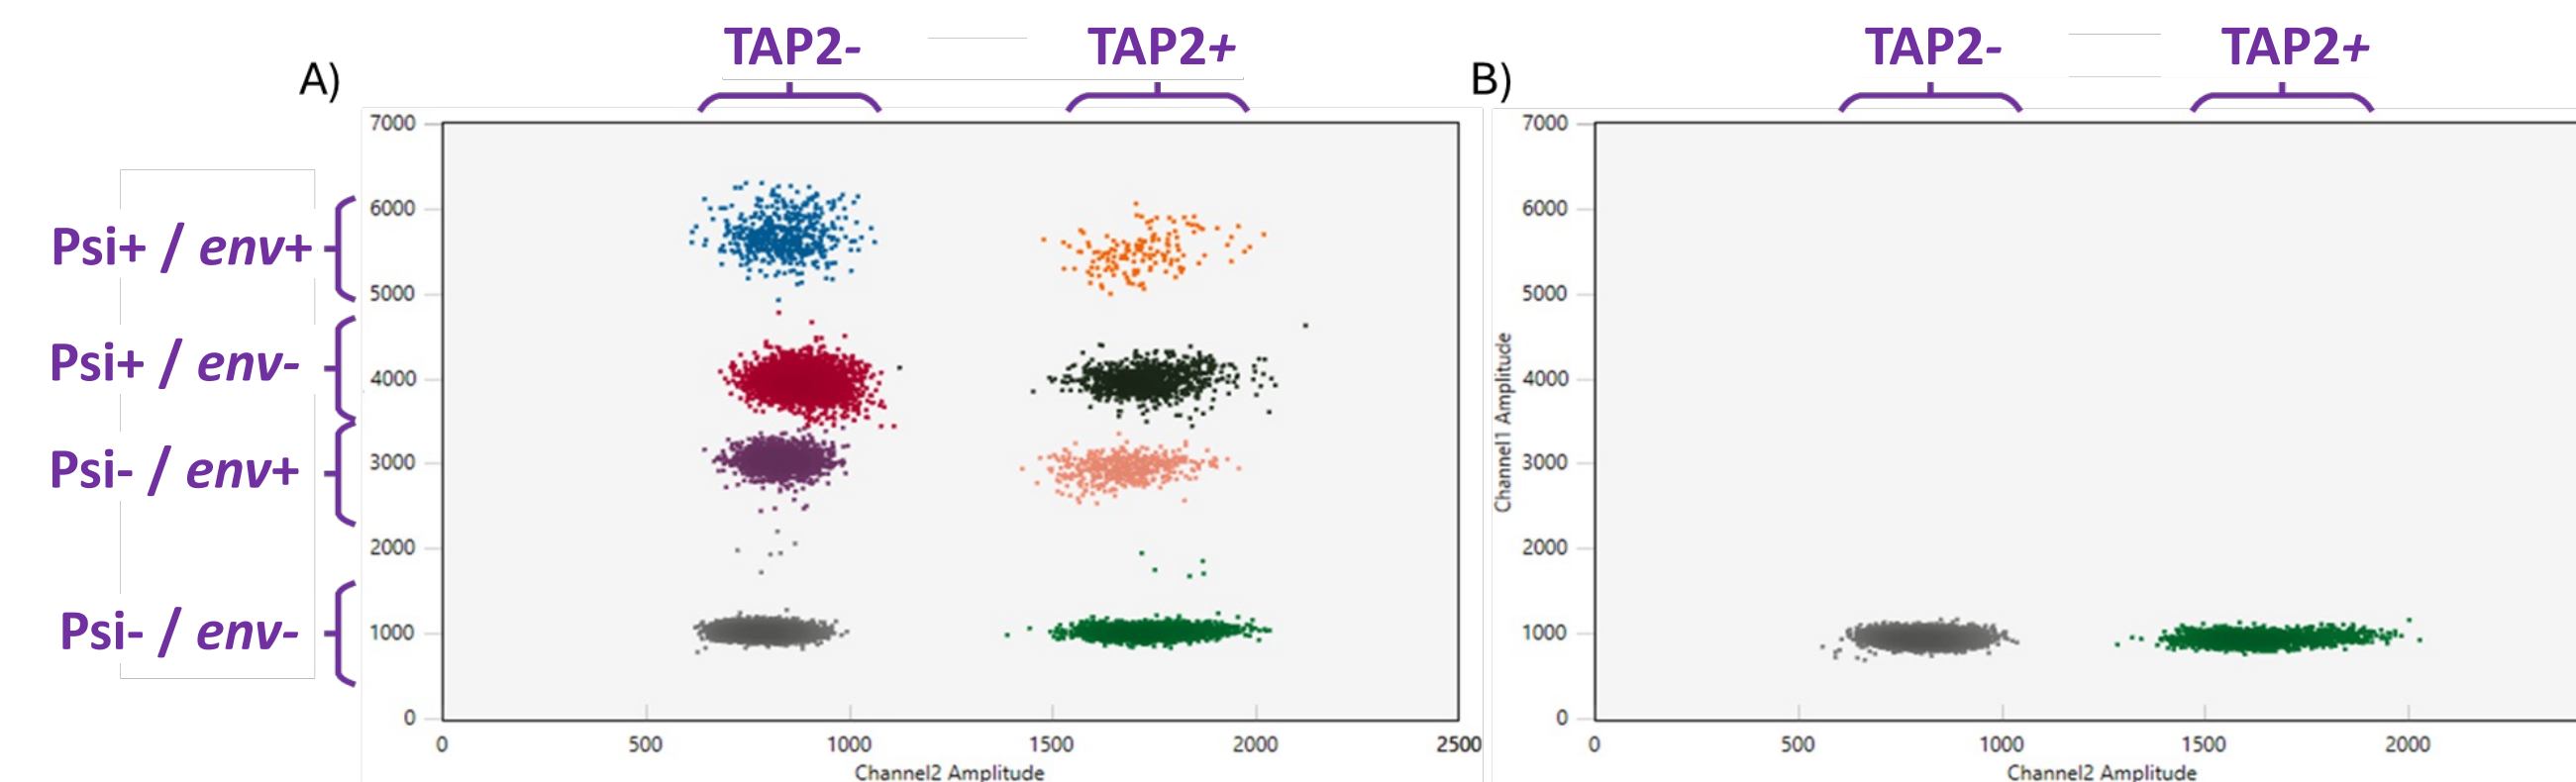 TAP2- TAP2+
A)
7000
6000
5000
4000
3000
2000
1000
0
Psi+ / env+
Psi+ / env-
Psi- / env+
Psi- / env-
0 500 1000 1500 2000 2500
Channel2 Amplitude
TAP2- TAP2+
B)
7000
6000
5000
4000
3000
2000
1000
0
Channel1 Amplitude
0 500 1000 1500 2000
Channel2 Amplitude